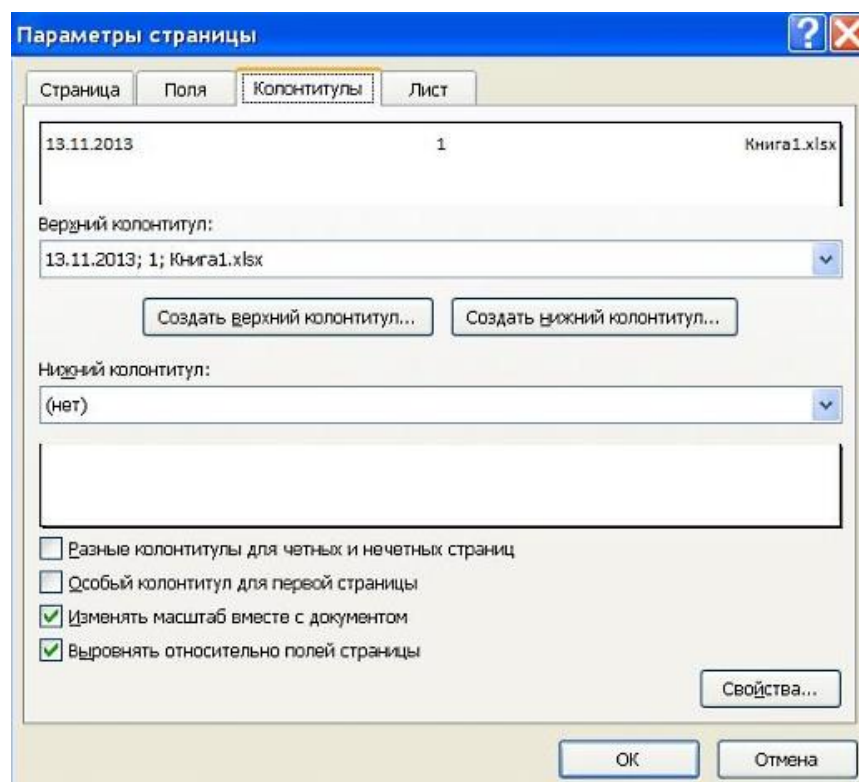 Параметры страницы
Страница Поля Колонтитулы Лист
13.11.2013 1 Книга1.xlsx
Верхний колонтитул:
13.11.2013; 1; Книга1.xlsx
Создать верхний колонтитул... Создать нижний колонтитул...
Нижний колонтитул:
(нет)
Разные колонтитулы для четных и нечетных страниц
Особый колонтитул для первой страницы
Изменять масштаб вместе с документом
Выровнять относительно полей страницы
Свойства...
ОК Отмена